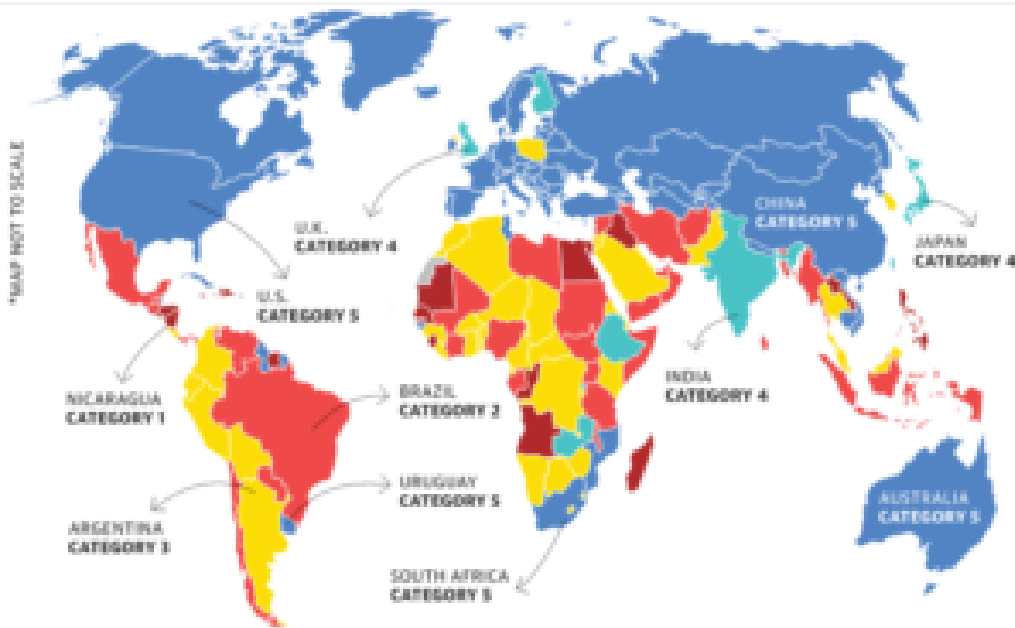 *MAP NOT TO SCALE
U.K.
CATEGORY 4
U.S.
CATEGORY 5
CHINA
CATEGORY 5
JAPAN
CATEGORY 4
NICARAGUA
CATEGORY 1
BRAZIL
CATEGORY 2
INDIA
CATEGORY 4
URUGUAY
CATEGORY 5
ARGENTINA
CATEGORY 3
AUSTRALIA
CATEGORY 5
SOUTH AFRICA
CATEGORY 5